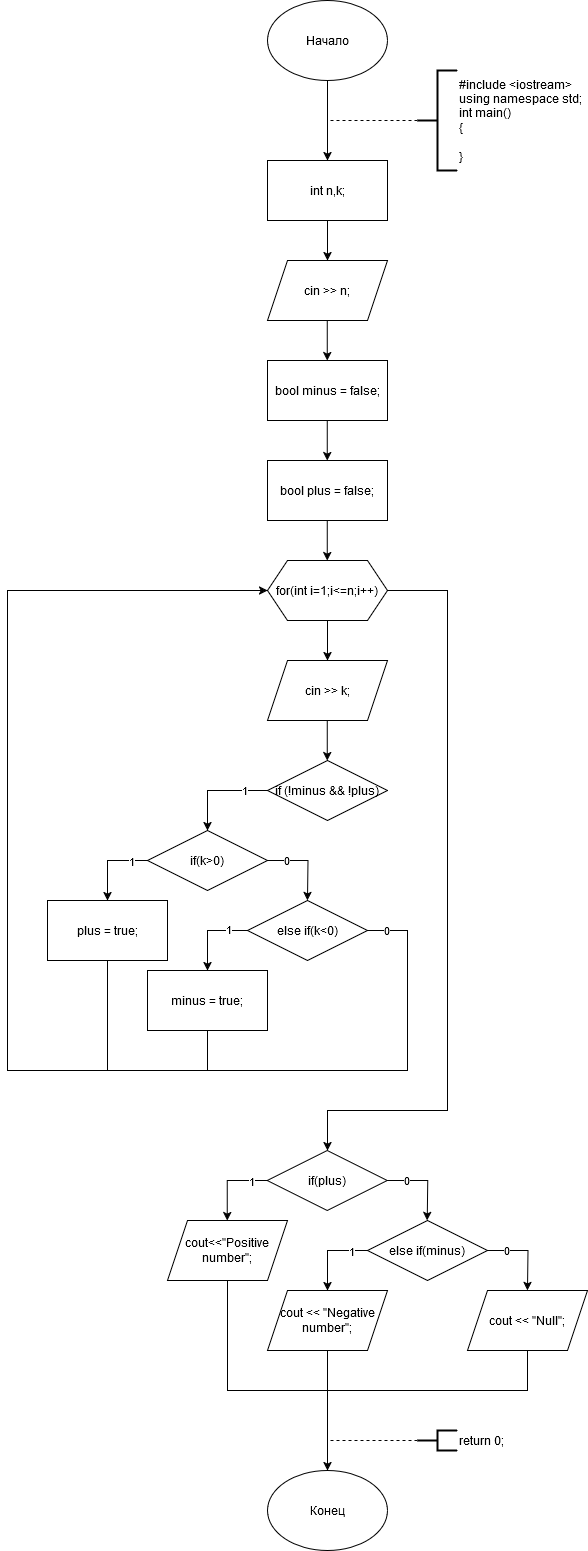 Начало
#include <iostream>
using namespace std;
int main()
{
}
int n,k;
cin >> n;
bool minus = false;
bool plus = false;
for(int i=1;i<=n;i++)
cin >> k;
if (!minus && !plus)
1
if(k>0)
1
0
plus = true;
else if(k<0)
1
0
minus = true;
if(plus)
1
0
cout<<"Positive
number";
else if(minus)
1
0
cout << "Negative
number";
cout << "Null";
return 0;
Конец